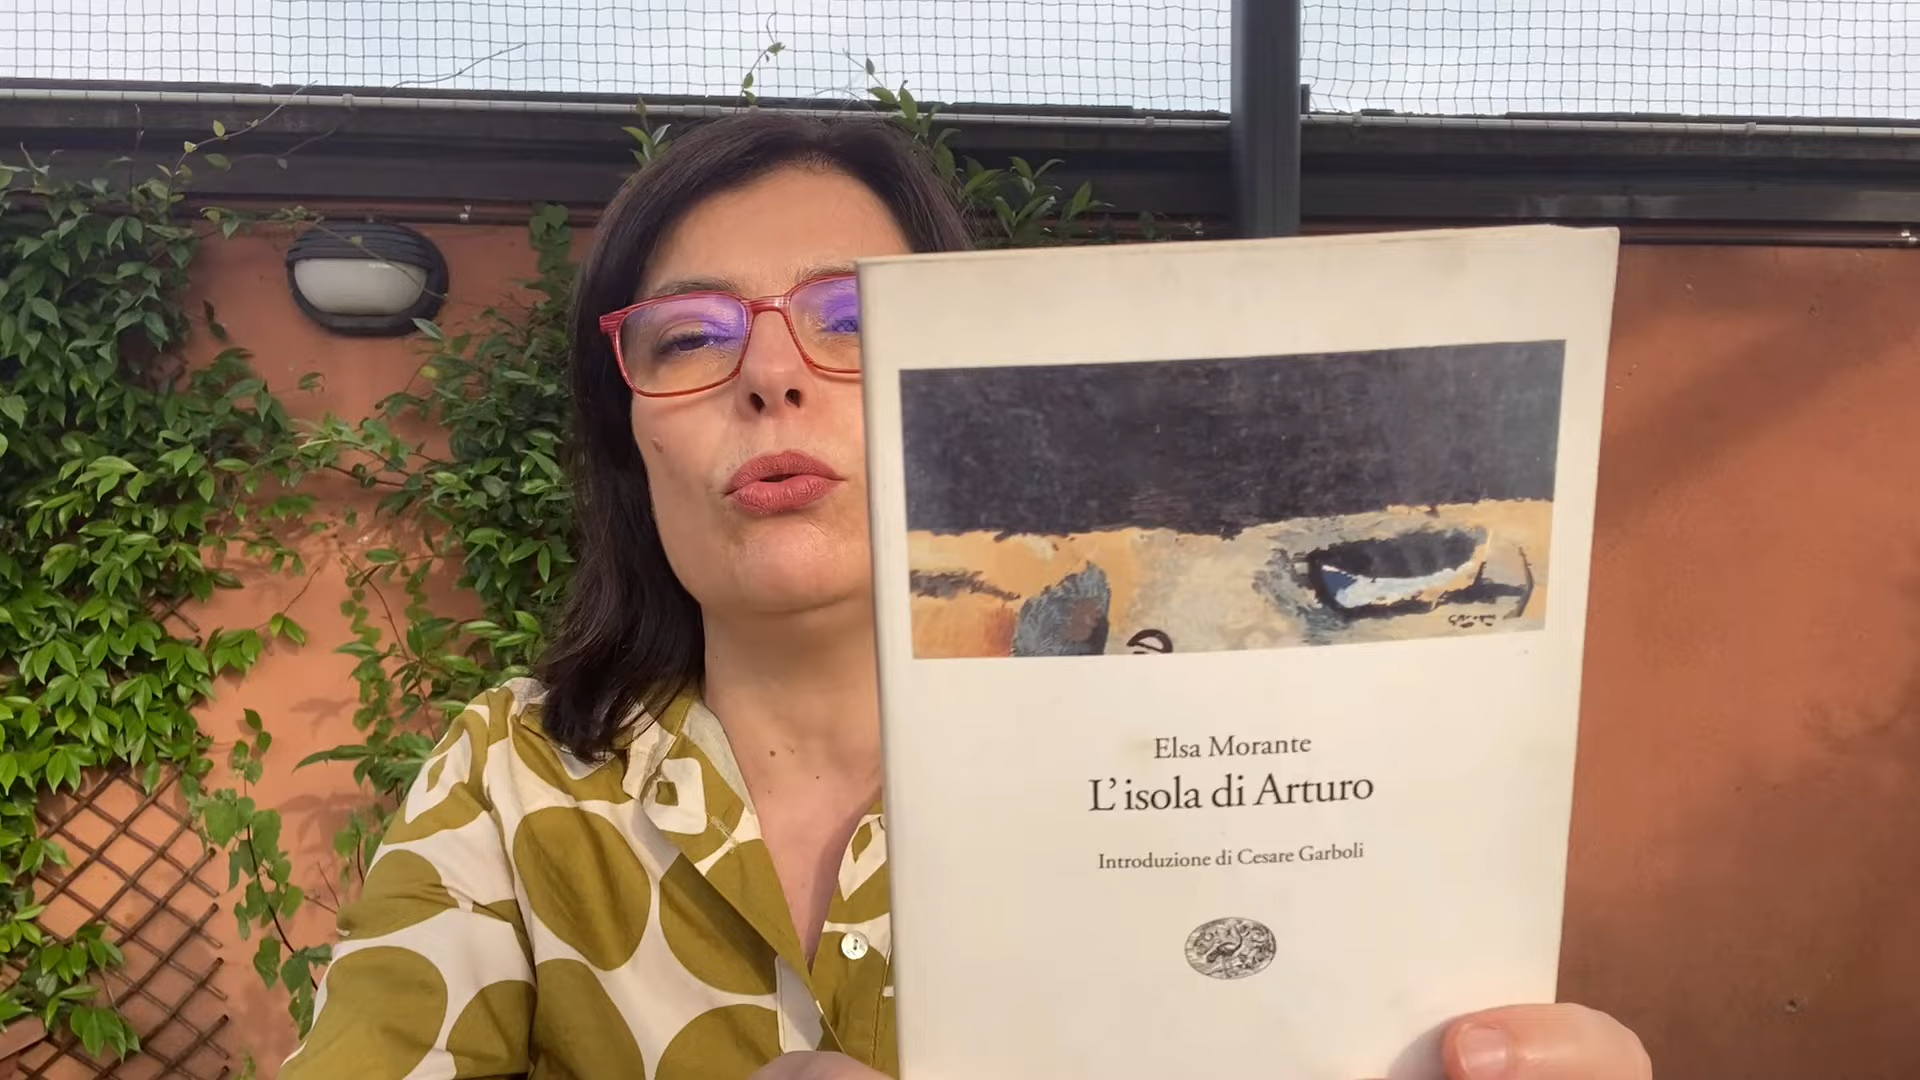 Elsa Morante
L'isola di Arturo
Introduzione di Cesare Garboli